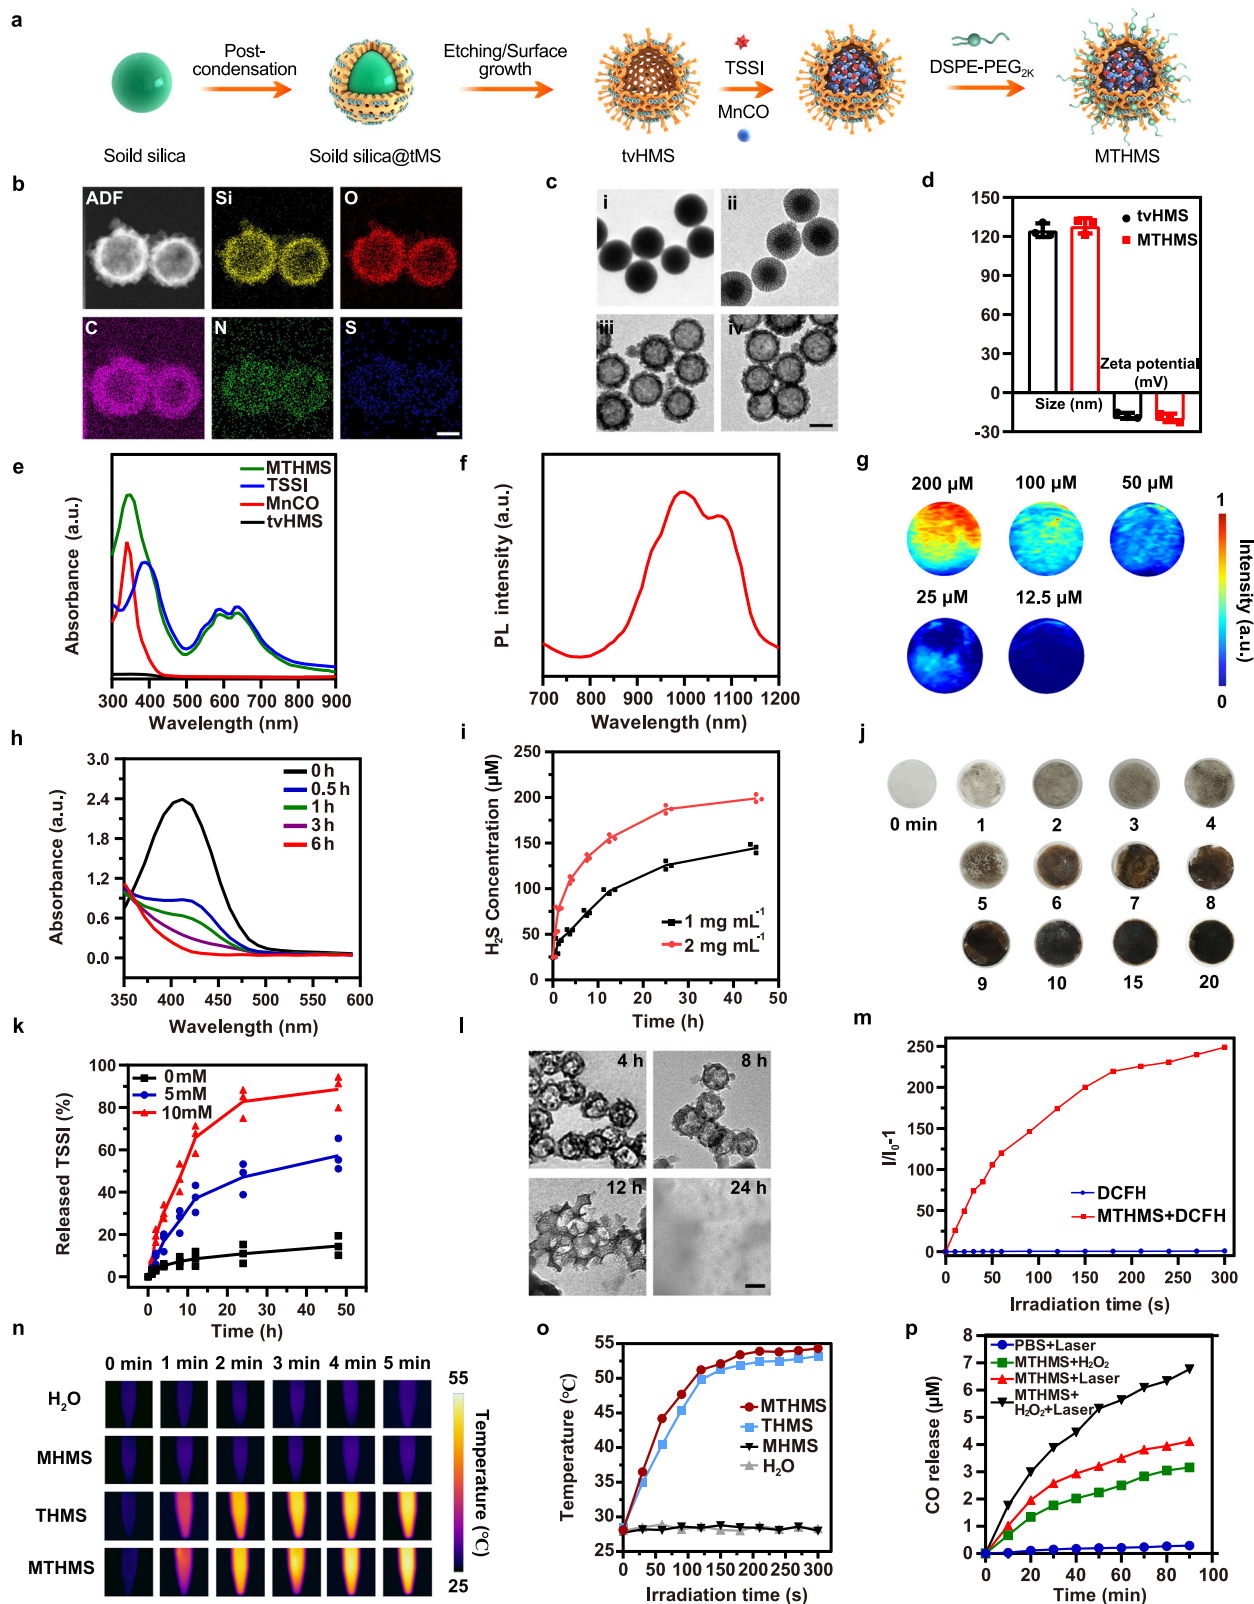 a
Post-
condensation
Etching/Surface
growth
TSSI
MnCO
DSPE-PEG2K
Soild silica
Soild silica@tMS
tvHMS
MTHMS
b
ADF
Si
O
C
N
S
c
i
ii
iii
iv
d
150
120
90
60
30
0
-30
tvHMS
MTHMS
Zeta potential
(mV)
Size (nm)
e
Absorbance (a.u.)
MTHMS
TSSI
MnCO
tvHMS
300 400 500 600 700 800 900
Wavelength (nm)
f
PL intensity (a.u.)
700 800 900 1000 1100 1200
Wavelength (nm)
g
200 µM
100 µM
50 µM
25 µM
12.5 µM
1
Intensity (a.u.)
0
h
Absorbance (a.u.)
3.0
2.4
1.8
1.2
0.6
0.0
0 h
0.5 h
1 h
3 h
6 h
350 400 450 500 550 600
Wavelength (nm)
i
H2S Concentration (µM)
250
200
150
100
50
0
1 mg mL-1
2 mg mL-1
0 10 20 30 40 50
Time (h)
j
0 min 1 2 3 4
5 6 7 8
9 10 15 20
k
Released TSSI (%)
100
80
60
40
20
0
0 mM
5 mM
10 mM
0 10 20 30 40 50
Time (h)
l
4 h
8 h
12 h
24 h
m
I/I0-1
250
200
150
100
50
0
DCFH
MTHMS+DCFH
0 50 100 150 200 250 300
Irradiation time (s)
n
0 min 1 min 2 min 3 min 4 min 5 min
H2O
MHMS
THMS
MTHMS
55
Temperature (℃)
25
o
Temperature (℃)
55
50
45
40
35
30
25
MTHMS
THMS
MHMS
H2O
0 50 100 150 200 250 300
Irradiation time (s)
p
CO release (µM)
8
7
6
5
4
3
2
1
0
PBS+Laser
MTHMS+H2O2
MTHMS+Laser
MTHMS+
H2O2+Laser
0 20 40 60 80 100
Time (min)